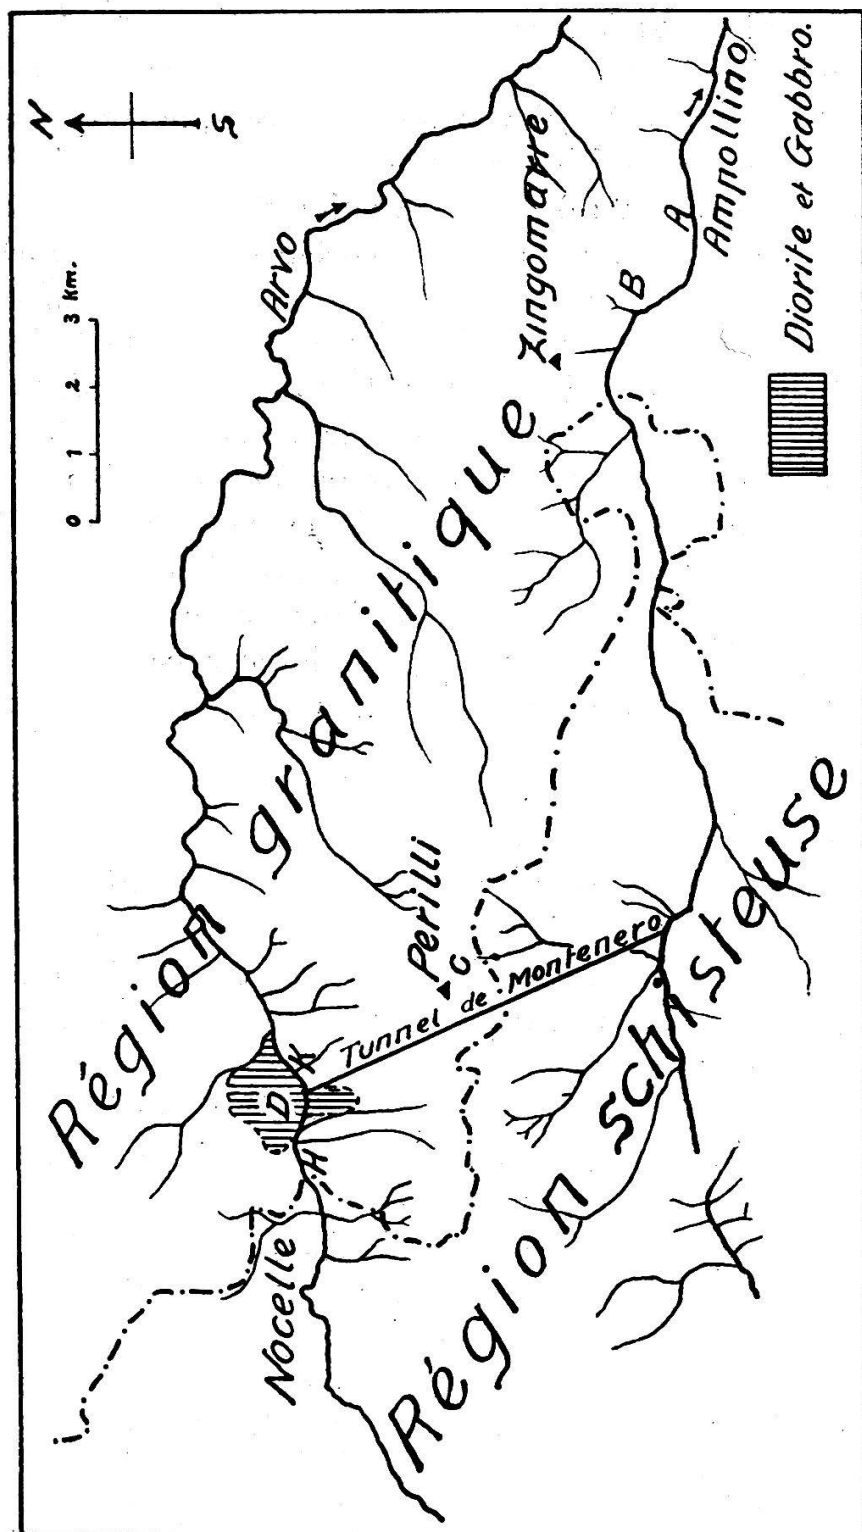 N
S
0 1 2 3 Km.
Arvo
Région granitique
Nocelle
H
D
K
Perilli
C
Tunnel de Montenero
Zingomarre
B
A
Ampollino
Région schisteuse
Diorite et Gabbro.